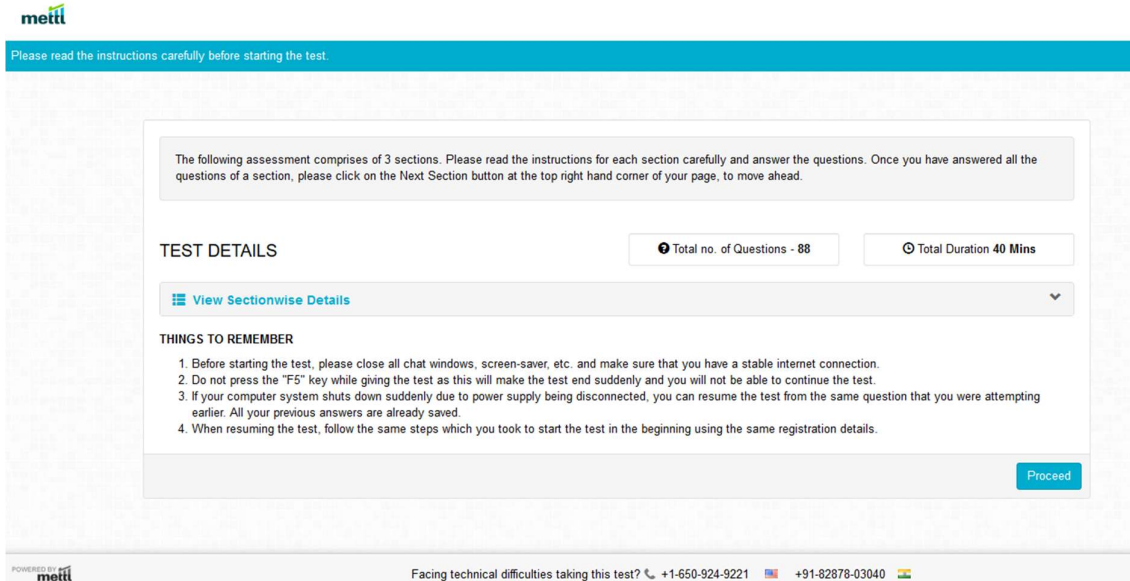 mettl
Please read the instructions carefully before starting the test.
The following assessment comprises of 3 sections. Please read the instructions for each section carefully and answer the questions. Once you have answered all the
questions of a section, please click on the Next Section button at the top right hand corner of your page, to move ahead.
TEST DETAILS
Total no. of Questions - 88
Total Duration 40 Mins
View Sectionwise Details
THINGS TO REMEMBER
1. Before starting the test, please close all chat windows, screen-saver, etc. and make sure that you have a stable internet connection.
2. Do not press the "F5" key while giving the test as this will make the test end suddenly and you will not be able to continue the test.
3. If your computer system shuts down suddenly due to power supply being disconnected, you can resume the test from the same question that you were attempting
earlier. All your previous answers are already saved.
4. When resuming the test, follow the same steps which you took to start the test in the beginning using the same registration details.
Proceed
POWERED BY
mettl
Facing technical difficulties taking this test? +1-650-924-9221 +91-82878-03040